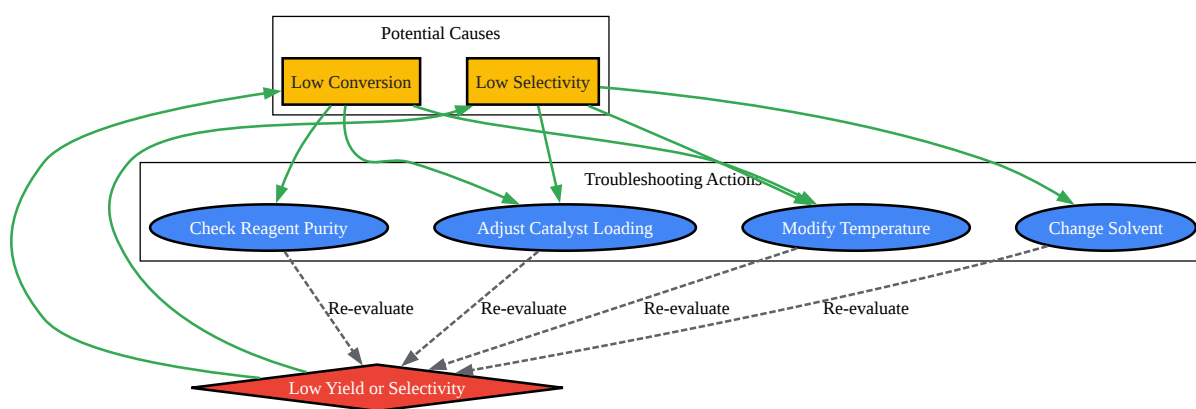 Potential Causes
Low Conversion
Low Selectivity
Troubleshooting Actions
Check Reagent Purity
Adjust Catalyst Loading
Modify Temperature
Change Solvent
Re-evaluate
Re-evaluate
Re-evaluate
Re-evaluate
Low Yield or Selectivity